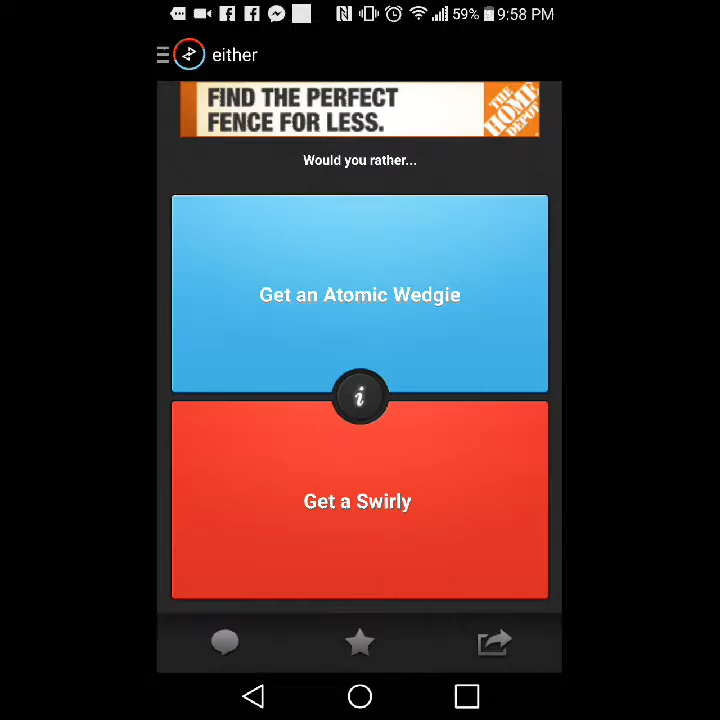 59% 9:58 PM
either
FIND THE PERFECT
FENCE FOR LESS.
THE
HOME
DEPOT
Would you rather...
Get an Atomic Wedgie
i
Get a Swirly